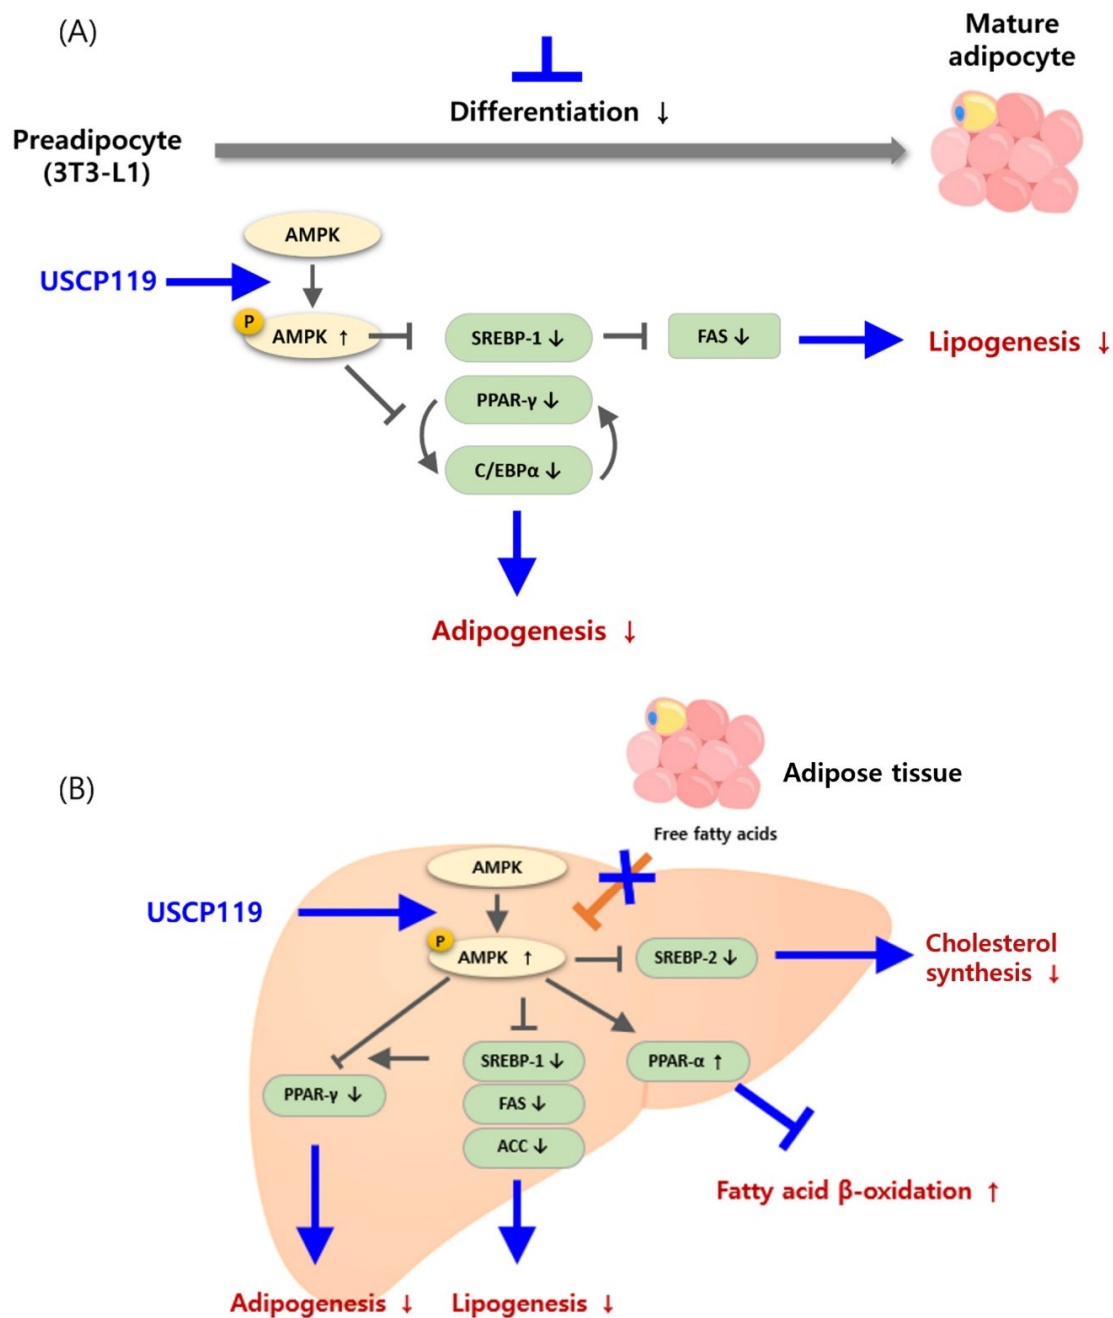 (A)
Mature
adipocyte
Differentiation ↓
Preadipocyte
(3T3-L1)
AMPK
USCP119
P
AMPK ↑
SREBP-1 ↓
FAS ↓
Lipogenesis ↓
PPAR-γ ↓
C/EBPα ↓
Adipogenesis ↓
(B)
Adipose tissue
Free fatty acids
AMPK
USCP119
P
AMPK ↑
SREBP-2 ↓
Cholesterol
synthesis ↓
SREBP-1 ↓
PPAR-α ↑
PPAR-γ ↓
FAS ↓
ACC ↓
Fatty acid β-oxidation ↑
Adipogenesis ↓
Lipogenesis ↓